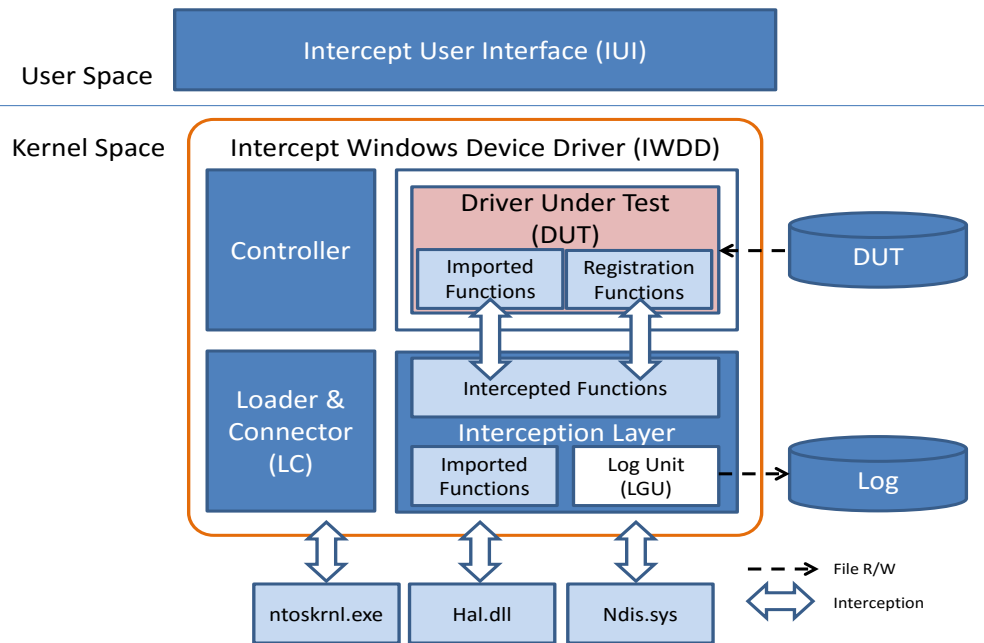 Intercept User Interface (IUI)
User Space
Kernel Space
Intercept Windows Device Driver (IWDD)
Controller
Driver Under Test
(DUT)
Imported
Functions
Registration
Functions
DUT
Loader &
Connector
(LC)
Intercepted Functions
Interception Layer
Imported
Functions
Log Unit
(LGU)
Log
ntoskrnl.exe
Hal.dll
Ndis.sys
File R/W
Interception